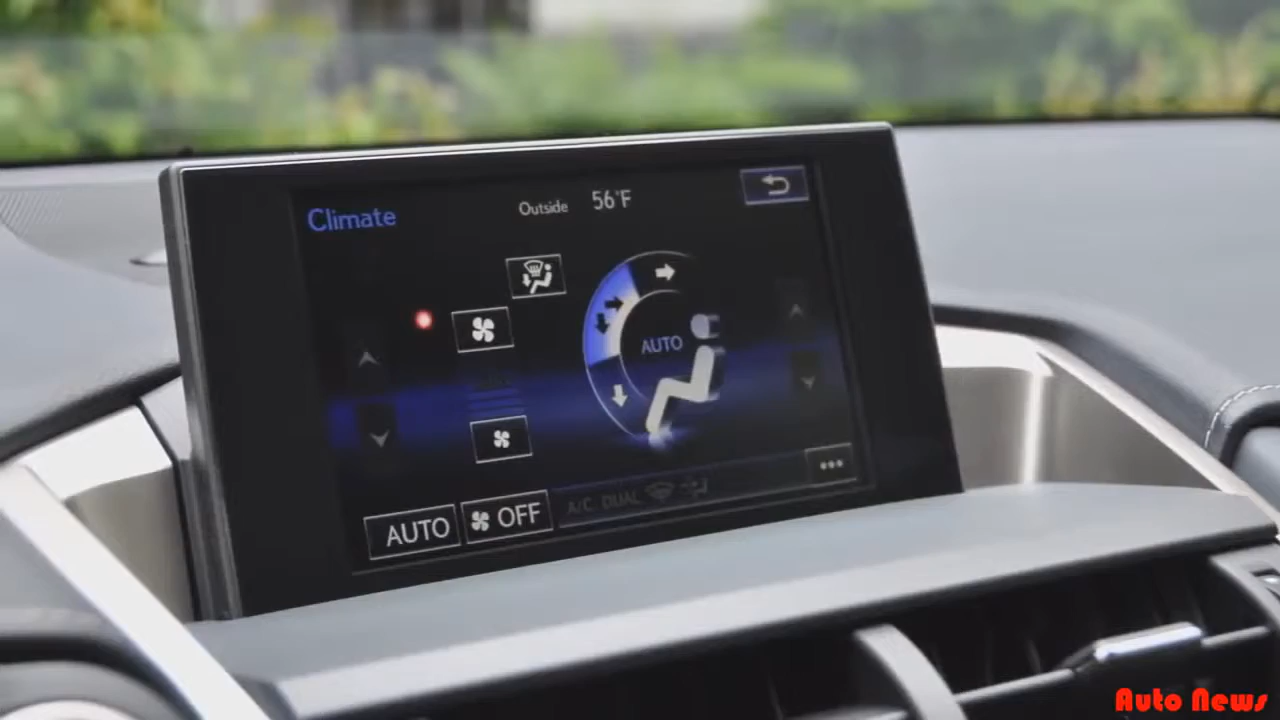 Climate
Outside 56°F
AUTO
AUTO
OFF
A/C DUAL
Auto News